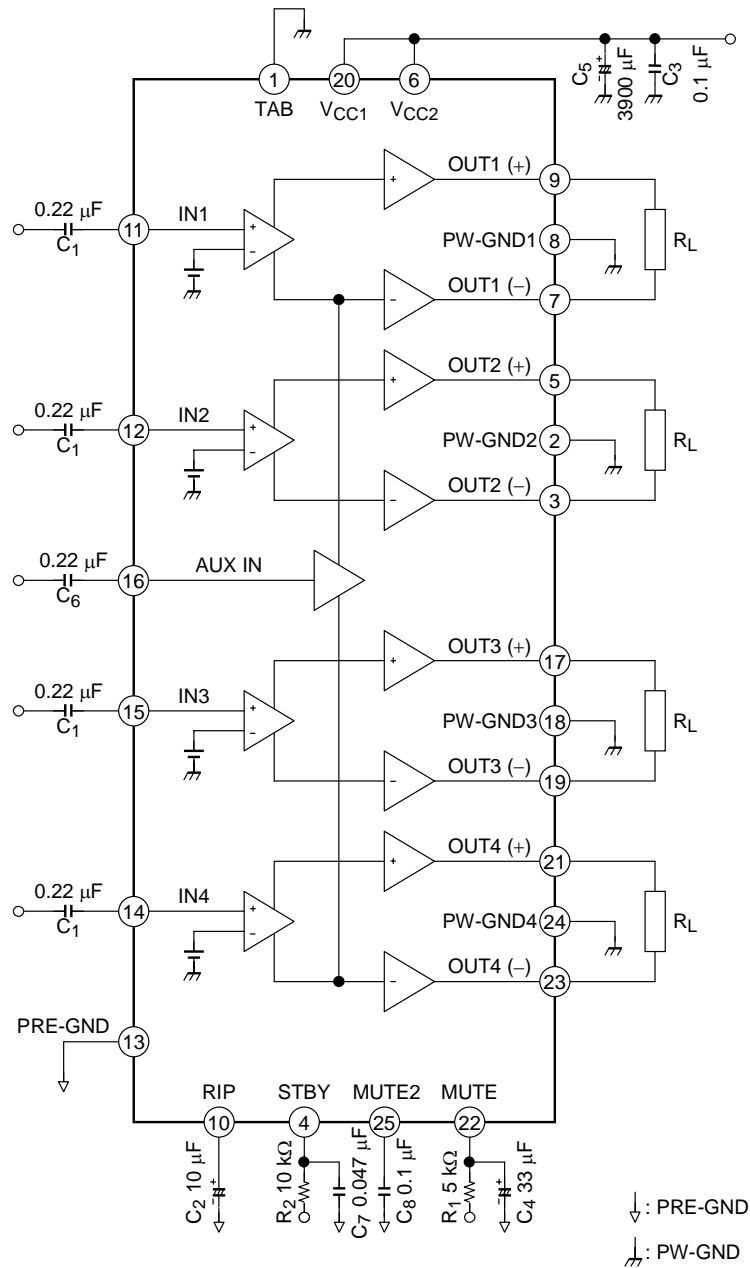 C5 3900 µF
C3 0.1 µF
1 20 6
TAB VCC1 VCC2
0.22 µF C1 11 IN1 + −
+ OUT1 (+) 9
PW-GND1 8 RL
− OUT1 (−) 7
0.22 µF C1 12 IN2 + −
+ OUT2 (+) 5
PW-GND2 2 RL
− OUT2 (−) 3
0.22 µF C6 16 AUX IN
0.22 µF C1 15 IN3 + −
+ OUT3 (+) 17
PW-GND3 18 RL
− OUT3 (−) 19
0.22 µF C1 14 IN4 + −
+ OUT4 (+) 21
PW-GND4 24 RL
− OUT4 (−) 23
PRE-GND 13
RIP STBY MUTE2 MUTE
10 4 25 22
C2 10 µF
R2 10 kΩ
C7 0.047 µF
C8 0.1 µF
R1 5 kΩ
C4 33 µF
: PRE-GND
: PW-GND